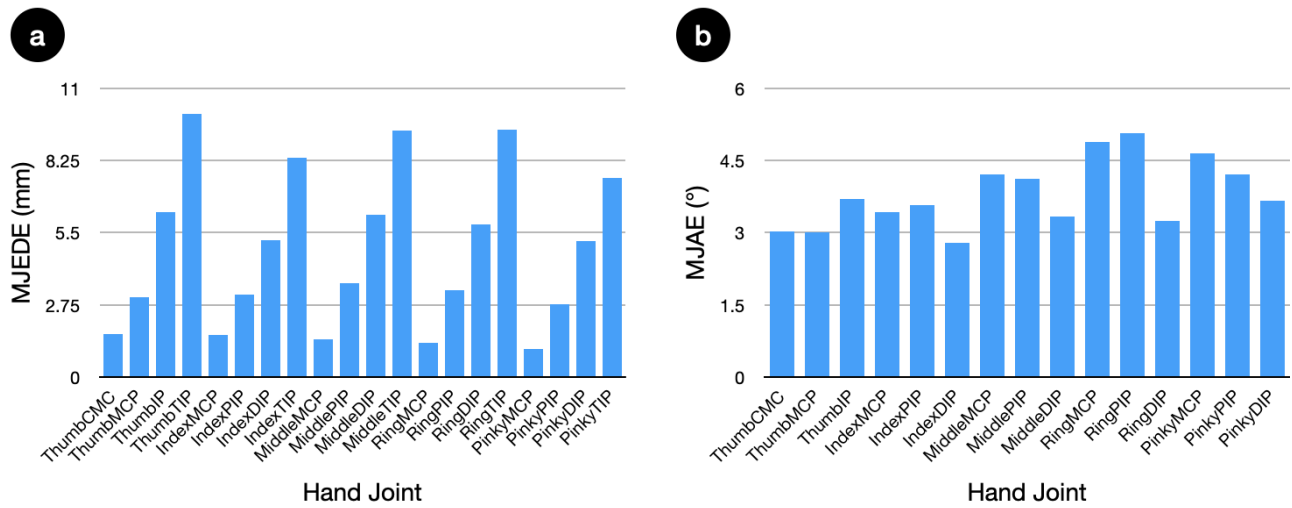 a
11
8.25
5.5
2.75
0
MJEDE (mm)
ThumbCMC
ThumbMCP
ThumbIP
ThumbTIP
IndexMCP
IndexPIP
IndexDIP
IndexTIP
MiddleMCP
MiddlePIP
MiddleDIP
MiddleTIP
RingMCP
RingPIP
RingDIP
RingTIP
PinkyMCP
PinkyPIP
PinkyDIP
PinkyTIP
Hand Joint
b
6
4.5
3
1.5
0
MJAE (°)
ThumbCMC
ThumbMCP
ThumbIP
IndexMCP
IndexPIP
IndexDIP
MiddleMCP
MiddlePIP
MiddleDIP
RingMCP
RingPIP
RingDIP
PinkyMCP
PinkyPIP
PinkyDIP
Hand Joint